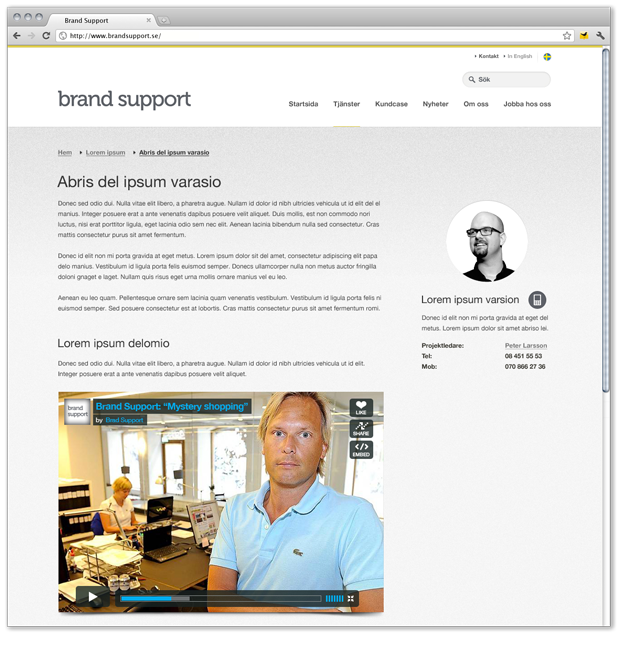 Brand Support
http://www.brandsupport.se/
Kontakt In English
Sök
brand support
Startsida Tjänster Kundcase Nyheter Om oss Jobba hos oss
Hem Lorem ipsum Abris del ipsum varasio
Abris del ipsum varasio
Donec sed odio dui. Nulla vitae elit libero, a pharetra augue. Nullam id dolor id nibh ultricies vehicula ut id elit del el
manius. Integer posuere erat a ante venenatis dapibus posuere velit aliquet. Duis mollis, est non commodo nori
luctus, nisi erat porttitor ligula, eget lacinia odio sem nec elit. Aenean lacinia bibendum nulla sed consectetur. Cras
mattis consectetur purus sit amet fermentum.
Donec id elit non mi porta gravida at eget metus. Lorem ipsum dolor sit del amet, consectetur adipiscing elit papa
delo manius. Vestibulum id ligula porta felis euismod semper. Donecs ullamcorper nulla non metus auctor fringilla
doloni gnaget e laget. Nullam quis risus eget urna mollis ornare manius vel eu leo.
Aenean eu leo quam. Pellentesque ornare sem lacinia quam venenatis vestibulum. Vestibulum id ligula porta felis ni
euismod semper. Sed posuere consectetur est at lobortis. Cras mattis consectetur purus sit amet fermentum romi.
Lorem ipsum delomio
Donec sed odio dui. Nulla vitae elit libero, a pharetra augue. Nullam id dolor id nibh ultricies vehicula ut id elit.
Integer posuere erat a ante venenatis dapibus posuere velit aliquet.
brand
support
Brand Support: “Mystery shopping”
by Brad Support
LIKE
SHARE
EMBED
Lorem ipsum varsion
Donec id elit non mi porta gravida at eget del
metus. Lorem ipsum dolor sit amet abriso lei.
Projektledare: Peter Larsson
Tel: 08 451 55 53
Mob: 070 866 27 36